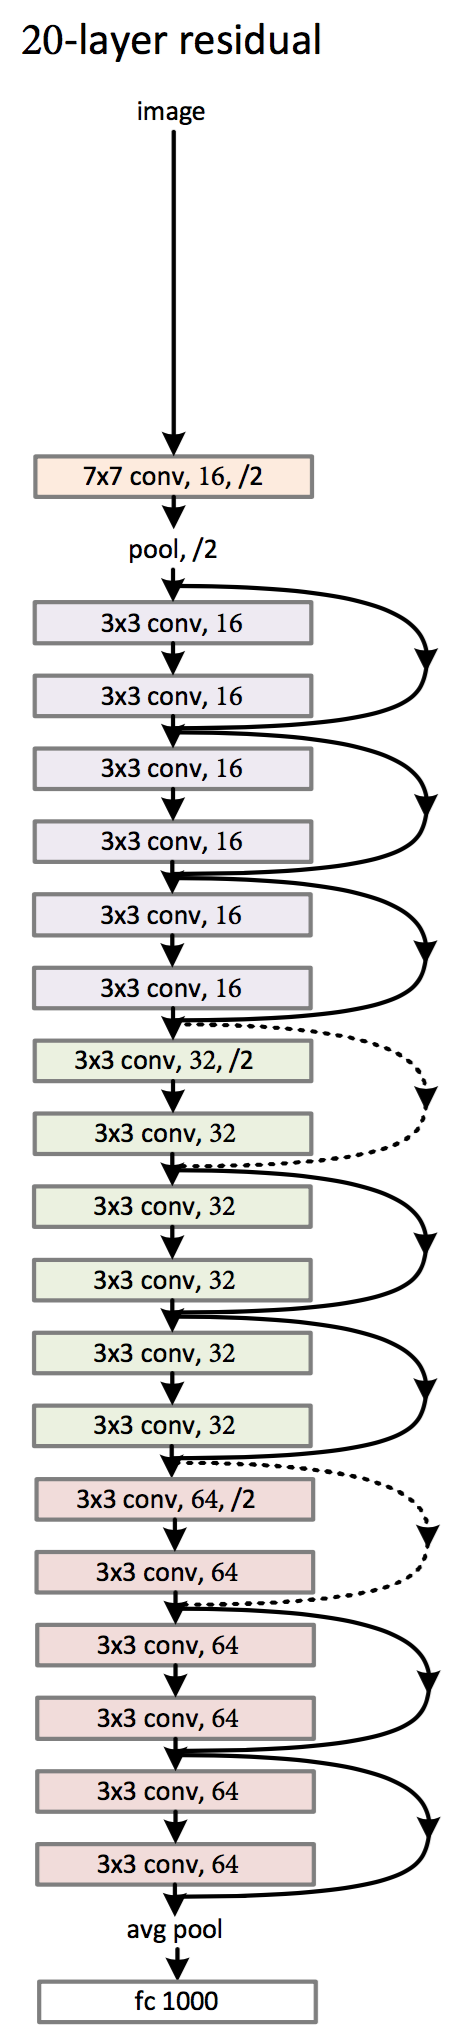 20-layer residual
image
7x7 conv, 16, /2
pool, /2
3x3 conv, 16
3x3 conv, 16
3x3 conv, 16
3x3 conv, 16
3x3 conv, 16
3x3 conv, 16
3x3 conv, 32, /2
3x3 conv, 32
3x3 conv, 32
3x3 conv, 32
3x3 conv, 32
3x3 conv, 32
3x3 conv, 64, /2
3x3 conv, 64
3x3 conv, 64
3x3 conv, 64
3x3 conv, 64
3x3 conv, 64
avg pool
fc 1000